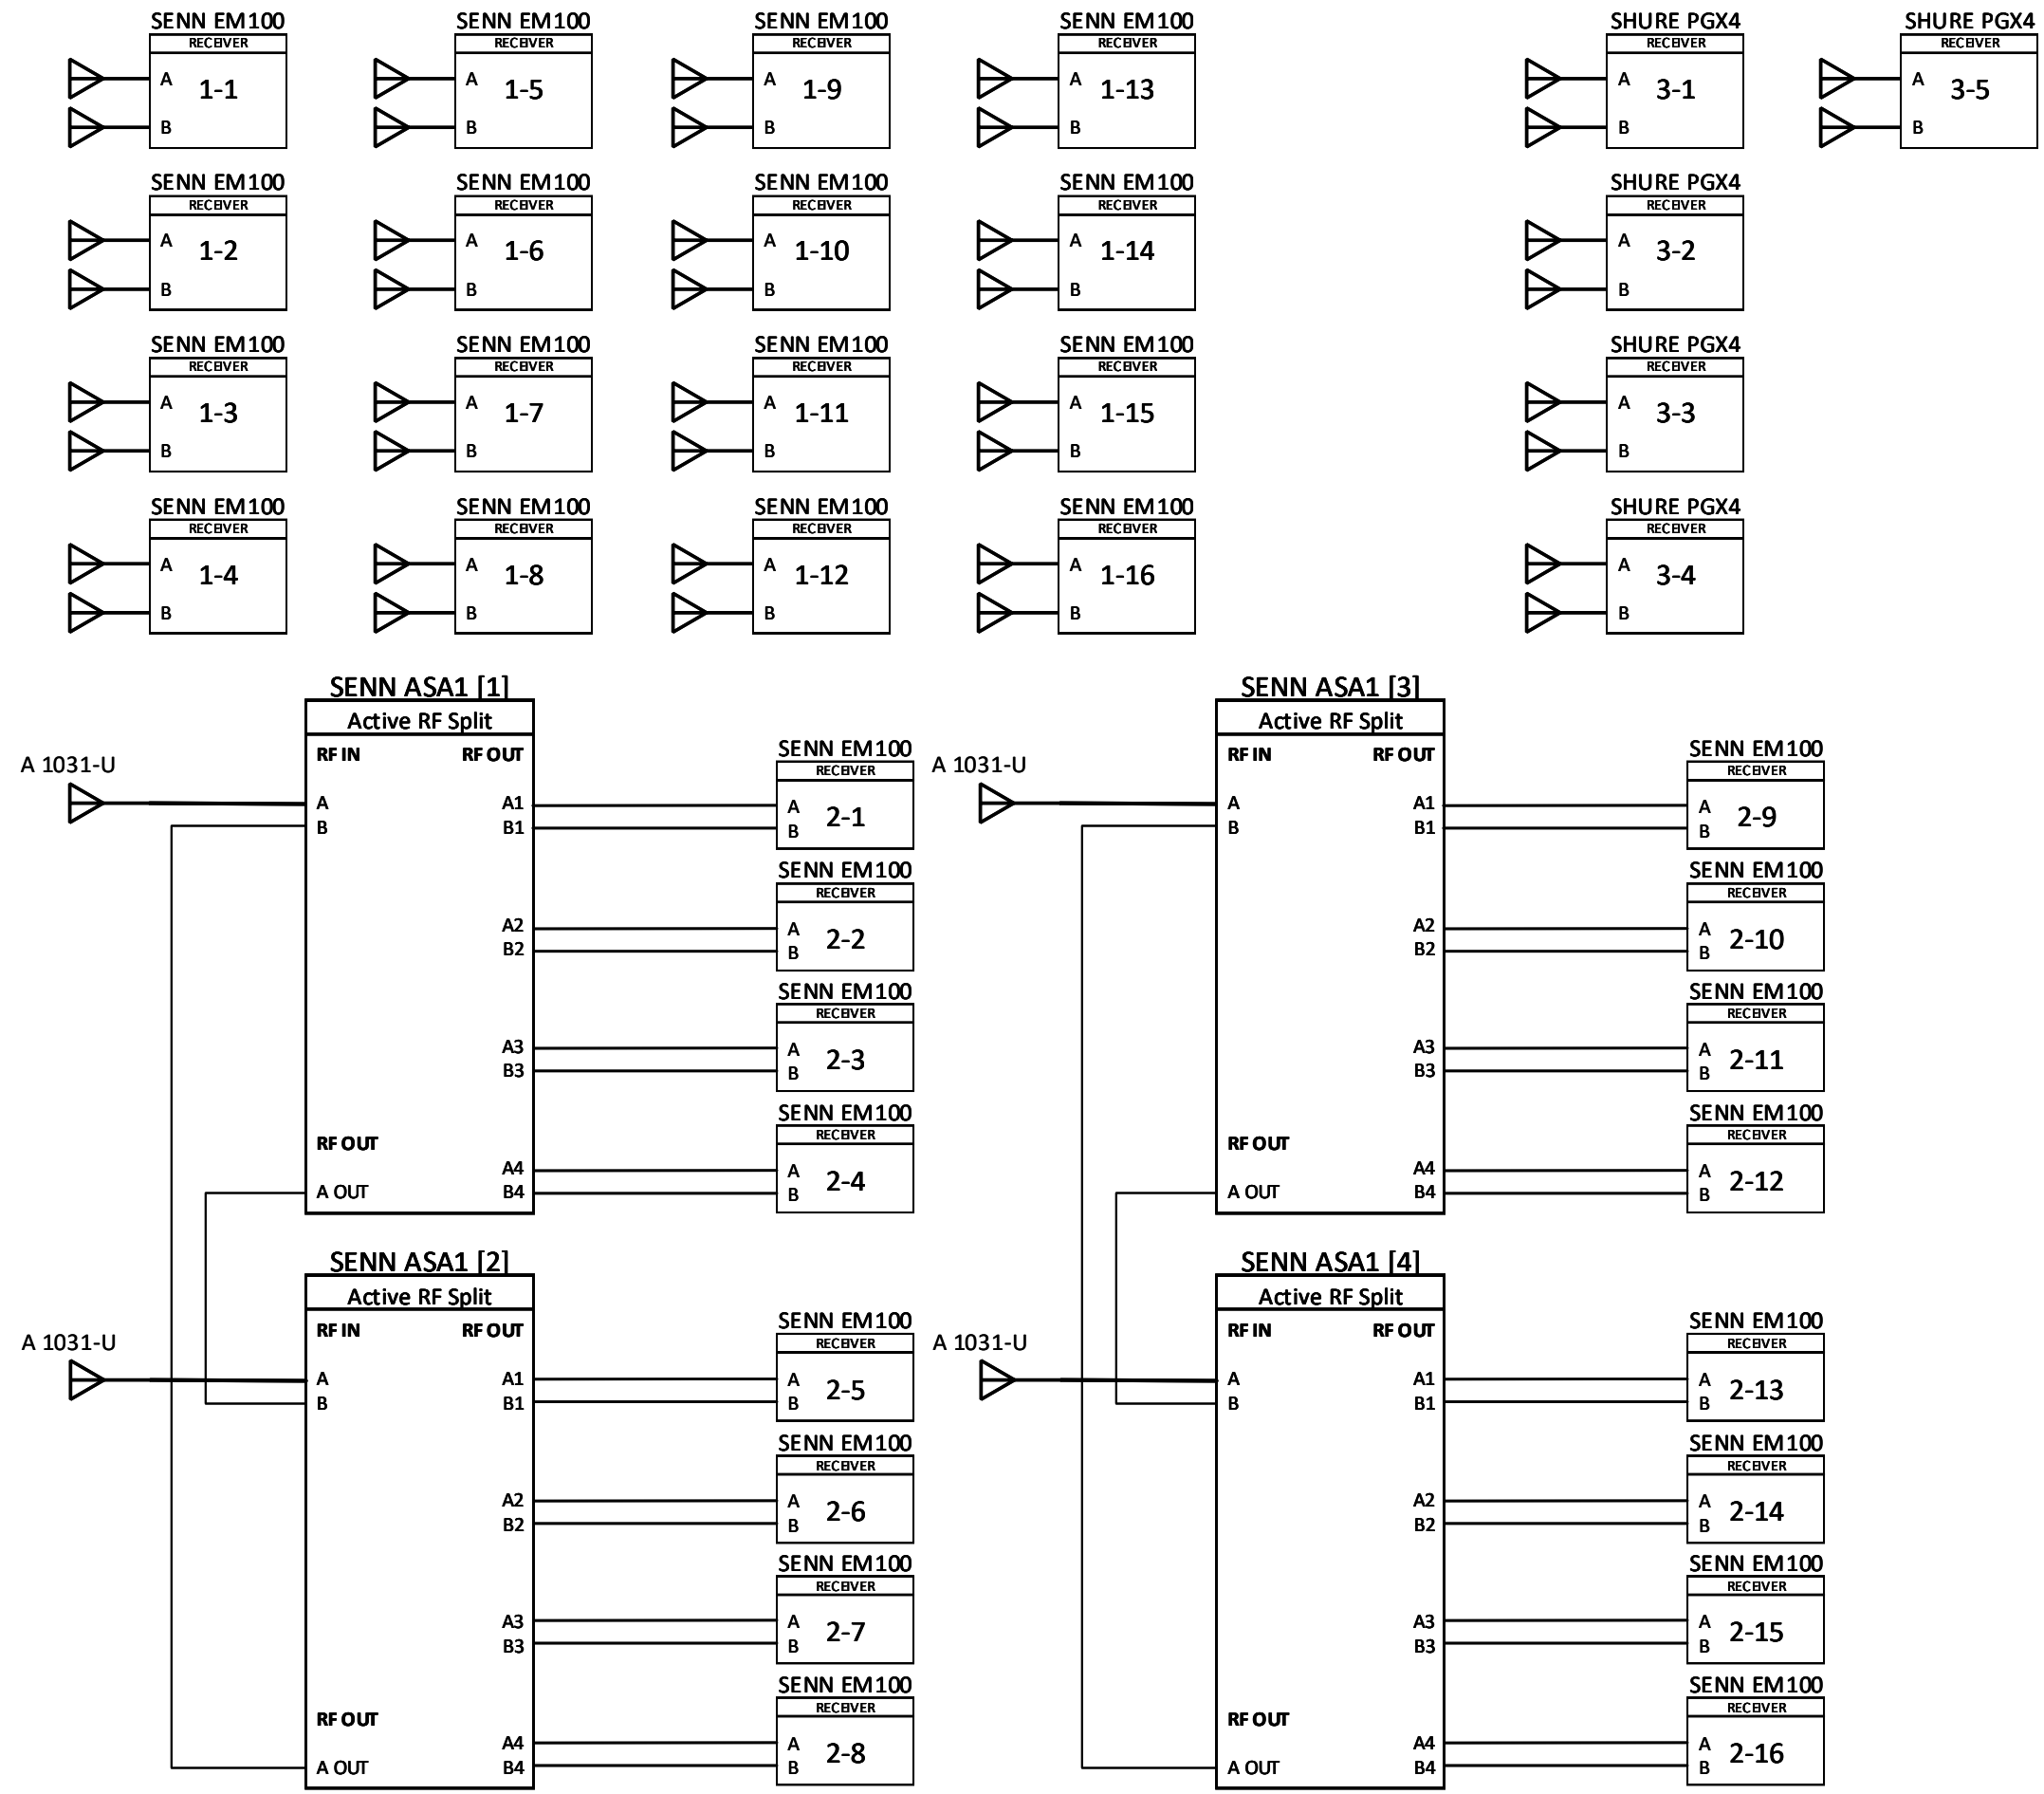 SENN EM100 SENN EM100 SENN EM100 SENN EM100 SHURE PGX4 SHURE PGX4
RECEIVER RECEIVER RECEIVER RECEIVER RECEIVER RECEIVER
A 1-1 A 1-5 A 1-9 A 1-13 A 3-1 A 3-5
B B B B B B
SENN EM100 SENN EM100 SENN EM100 SENN EM100 SHURE PGX4
RECEIVER RECEIVER RECEIVER RECEIVER RECEIVER
A 1-2 A 1-6 A 1-10 A 1-14 A 3-2
B B B B B
SENN EM100 SENN EM100 SENN EM100 SENN EM100 SHURE PGX4
RECEIVER RECEIVER RECEIVER RECEIVER RECEIVER
A 1-3 A 1-7 A 1-11 A 1-15 A 3-3
B B B B B
SENN EM100 SENN EM100 SENN EM100 SENN EM100 SHURE PGX4
RECEIVER RECEIVER RECEIVER RECEIVER RECEIVER
A 1-4 A 1-8 A 1-12 A 1-16 A 3-4
B B B B B
SENN ASA1 [1]
Active RF Split
RF IN RF OUT
A 1031-U
A
B
A1
B1
A2
B2
A3
B3
RF OUT
A4
A OUT B4
SENN EM100
RECEIVER
A 2-1
B
SENN EM100
RECEIVER
A 2-2
B
SENN EM100
RECEIVER
A 2-3
B
SENN EM100
RECEIVER
A 2-4
B
SENN ASA1 [3]
Active RF Split
RF IN RF OUT
A 1031-U
A
B
A1
B1
A2
B2
A3
B3
RF OUT
A4
A OUT B4
SENN EM100
RECEIVER
A 2-9
B
SENN EM100
RECEIVER
A 2-10
B
SENN EM100
RECEIVER
A 2-11
B
SENN EM100
RECEIVER
A 2-12
B
SENN ASA1 [2]
Active RF Split
RF IN RF OUT
A 1031-U
A
B
A1
B1
A2
B2
A3
B3
RF OUT
A4
A OUT B4
SENN EM100
RECEIVER
A 2-5
B
SENN EM100
RECEIVER
A 2-6
B
SENN EM100
RECEIVER
A 2-7
B
SENN EM100
RECEIVER
A 2-8
B
SENN ASA1 [4]
Active RF Split
RF IN RF OUT
A 1031-U
A
B
A1
B1
A2
B2
A3
B3
RF OUT
A4
A OUT B4
SENN EM100
RECEIVER
A 2-13
B
SENN EM100
RECEIVER
A 2-14
B
SENN EM100
RECEIVER
A 2-15
B
SENN EM100
RECEIVER
A 2-16
B